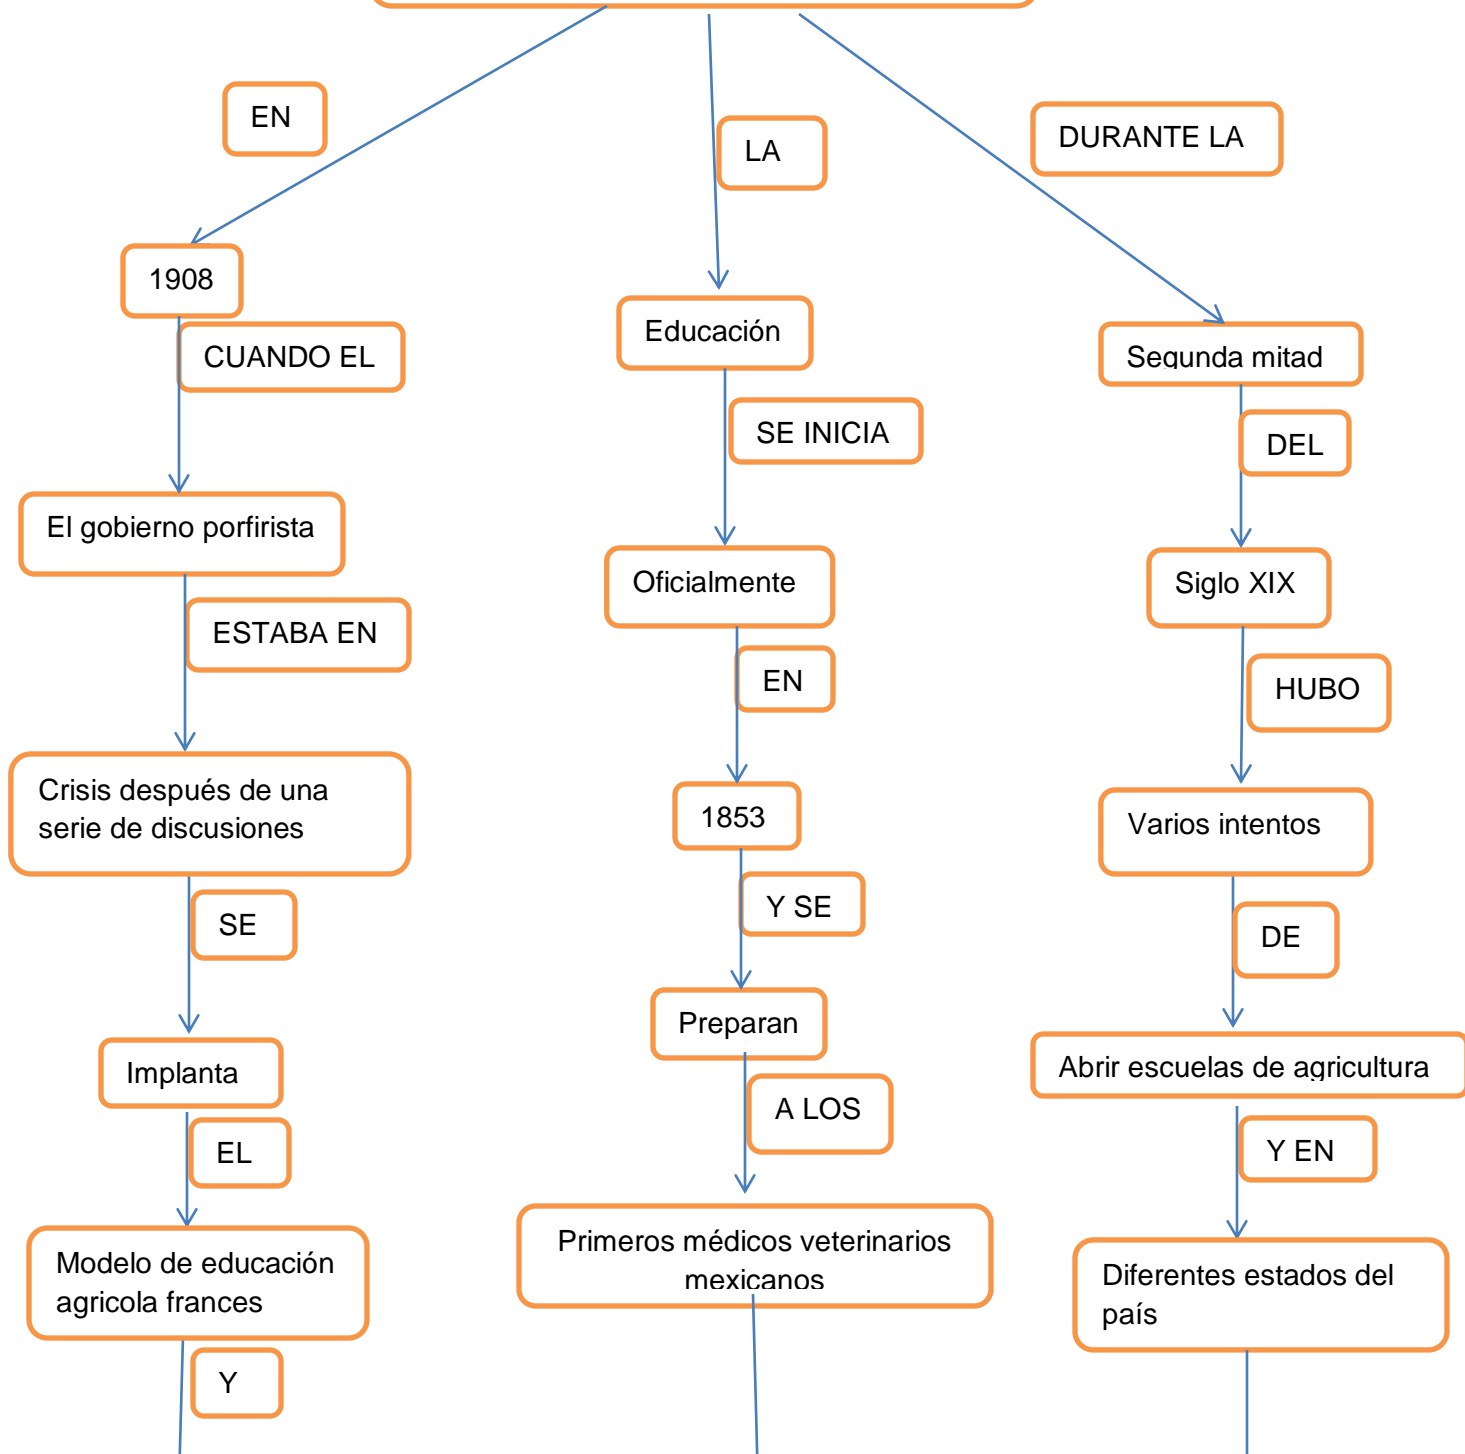 EN
LA
DURANTE LA
1908
Educación
Segunda mitad
CUANDO EL
SE INICIA
DEL
El gobierno porfirista
Oficialmente
Siglo XIX
ESTABA EN
EN
HUBO
Crisis después de una
serie de discusiones
1853
Varios intentos
SE
Y SE
DE
Implanta
Preparan
Abrir escuelas de agricultura
EL
A LOS
Y EN
Modelo de educación
agricola frances
Primeros médicos veterinarios
mexicanos
Diferentes estados del
país
Y